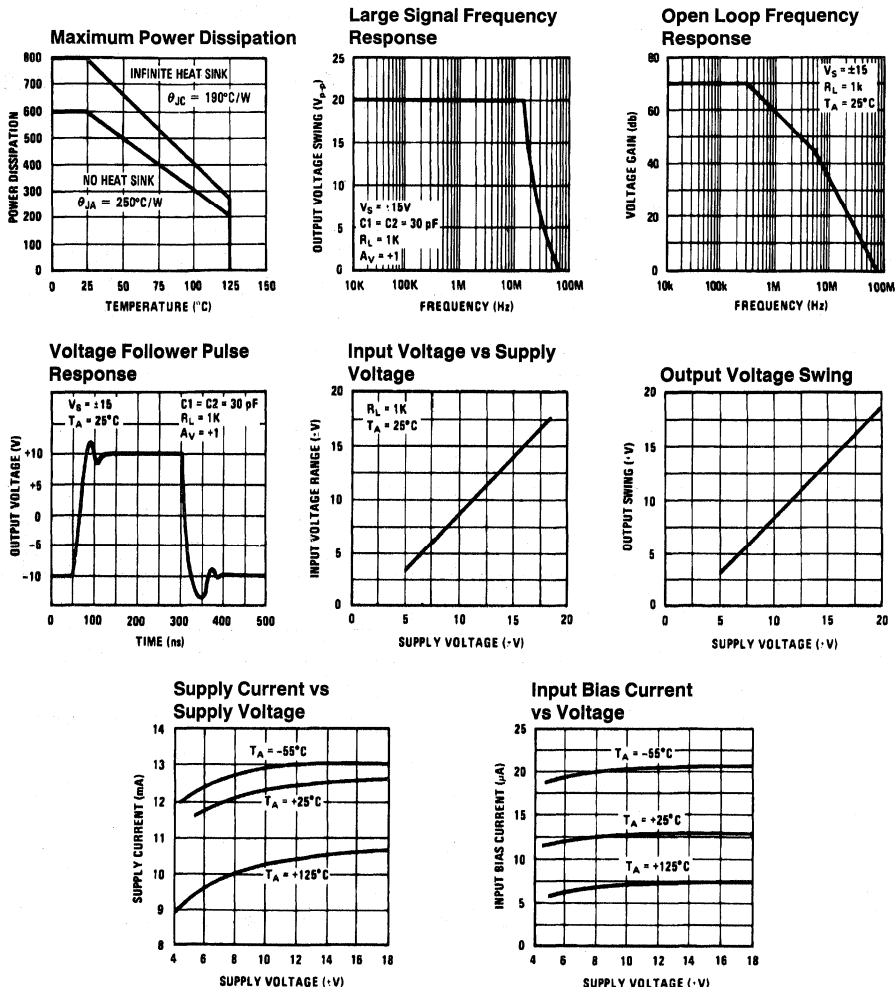 Maximum Power Dissipation
POWER DISSIPATION
800
700
600
500
400
300
200
100
0
INFINITE HEAT SINK
θJC = 190°C/W
NO HEAT SINK
θJA = 250°C/W
0 25 50 75 100 125 150
TEMPERATURE (°C)
Large Signal Frequency
Response
OUTPUT VOLTAGE SWING (Vp-p)
25
20
15
10
5
0
VS = ±15V
C1 = C2 = 30 pF
RL = 1K
AV = +1
10K 100K 1M 10M 100M
FREQUENCY (Hz)
Open Loop Frequency
Response
VOLTAGE GAIN (db)
80
60
40
20
0
VS = ±15
RL = 1k
TA = 25°C
10k 100k 1M 10M 100M
FREQUENCY (Hz)
Voltage Follower Pulse
Response
OUTPUT VOLTAGE (V)
+10
+5
0
-5
-10
VS = ±15
TA = 25°C
C1 = C2 = 30 pF
RL = 1K
AV = +1
0 100 200 300 400 500
TIME (ns)
Input Voltage vs Supply
Voltage
INPUT VOLTAGE RANGE (±V)
20
15
10
5
0
RL = 1K
TA = 25°C
0 5 10 15 20
SUPPLY VOLTAGE (±V)
Output Voltage Swing
OUTPUT SWING (±V)
20
15
10
5
0
0 5 10 15 20
SUPPLY VOLTAGE (±V)
Supply Current vs
Supply Voltage
SUPPLY CURRENT (mA)
14
13
12
11
10
9
8
TA = -55°C
TA = +25°C
TA = +125°C
4 6 8 10 12 14 16 18
SUPPLY VOLTAGE (±V)
Input Bias Current
vs Voltage
INPUT BIAS CURRENT (µA)
25
20
15
10
5
0
TA = -55°C
TA = +25°C
TA = +125°C
4 6 8 10 12 14 16 18
SUPPLY VOLTAGE (±V)